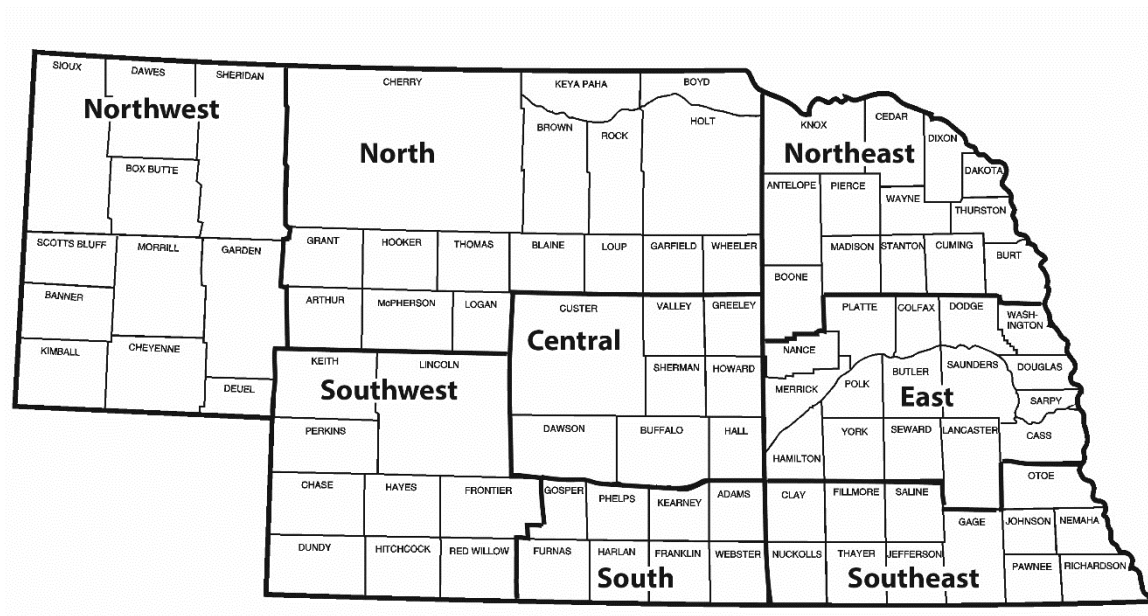 SIOUX
DAWES
SHERIDAN
CHERRY
KEYA PAHA
BOYD
Northwest
BROWN
ROCK
HOLT
KNOX
CEDAR
DIXON
North
Northeast
BOX BUTTE
DAKOTA
ANTELOPE
PIERCE
WAYNE
THURSTON
SCOTTS BLUFF
MORRILL
GARDEN
GRANT
HOOKER
THOMAS
BLAINE
LOUP
GARFIELD
WHEELER
MADISON
STANTON
CUMING
BURT
BOONE
BANNER
ARTHUR
McPHERSON
LOGAN
CUSTER
VALLEY
GREELEY
PLATTE
COLFAX
DODGE
WASH-
INGTON
Central
KIMBALL
CHEYENNE
NANCE
KEITH
LINCOLN
SHERMAN
HOWARD
MERRICK
POLK
BUTLER
SAUNDERS
DOUGLAS
DEUEL
Southwest
East
SARPY
PERKINS
DAWSON
BUFFALO
HALL
HAMILTON
YORK
SEWARD
LANCASTER
CASS
CHASE
HAYES
FRONTIER
GOSPER
PHELPS
KEARNEY
ADAMS
CLAY
FILLMORE
SALINE
OTOE
GAGE
JOHNSON
NEMAHA
DUNDY
HITCHCOCK
RED WILLOW
FURNAS
HARLAN
FRANKLIN
WEBSTER
NUCKOLLS
THAYER
JEFFERSON
PAWNEE
RICHARDSON
South
Southeast